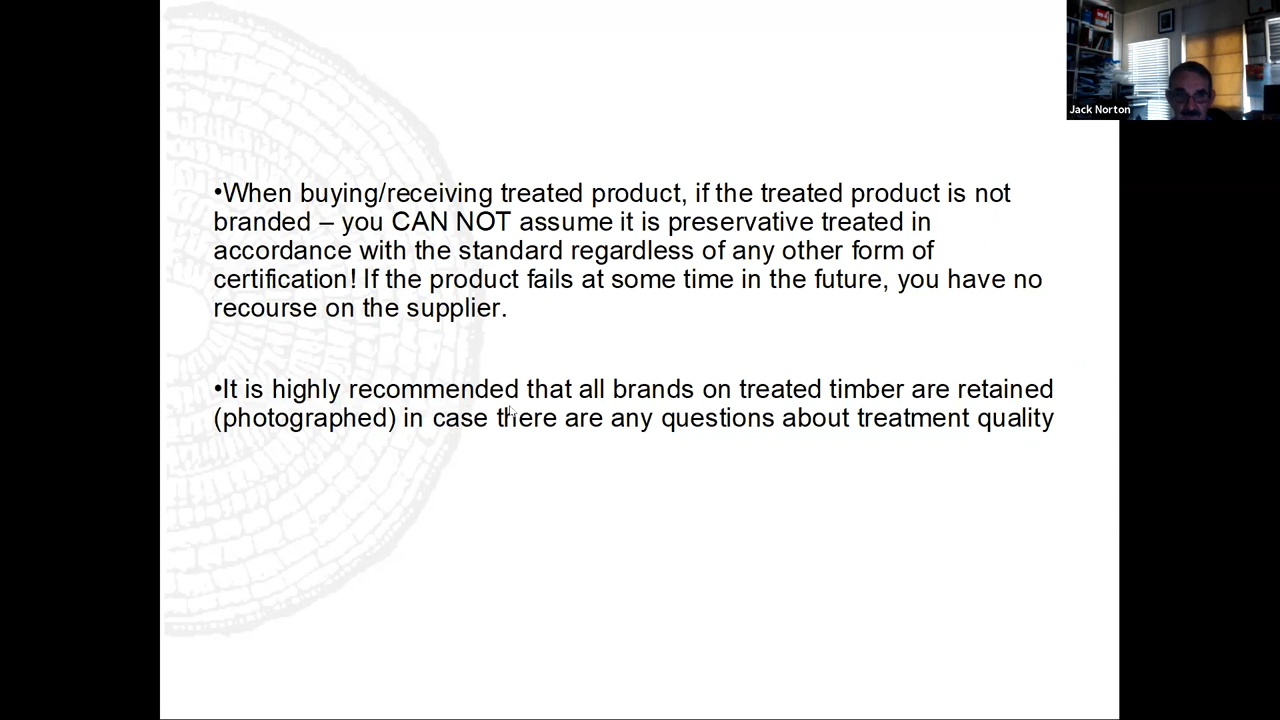 Jack Norton
•When buying/receiving treated product, if the treated product is not
branded – you CAN NOT assume it is preservative treated in
accordance with the standard regardless of any other form of
certification! If the product fails at some time in the future, you have no
recourse on the supplier.
•It is highly recommended that all brands on treated timber are retained
(photographed) in case there are any questions about treatment quality